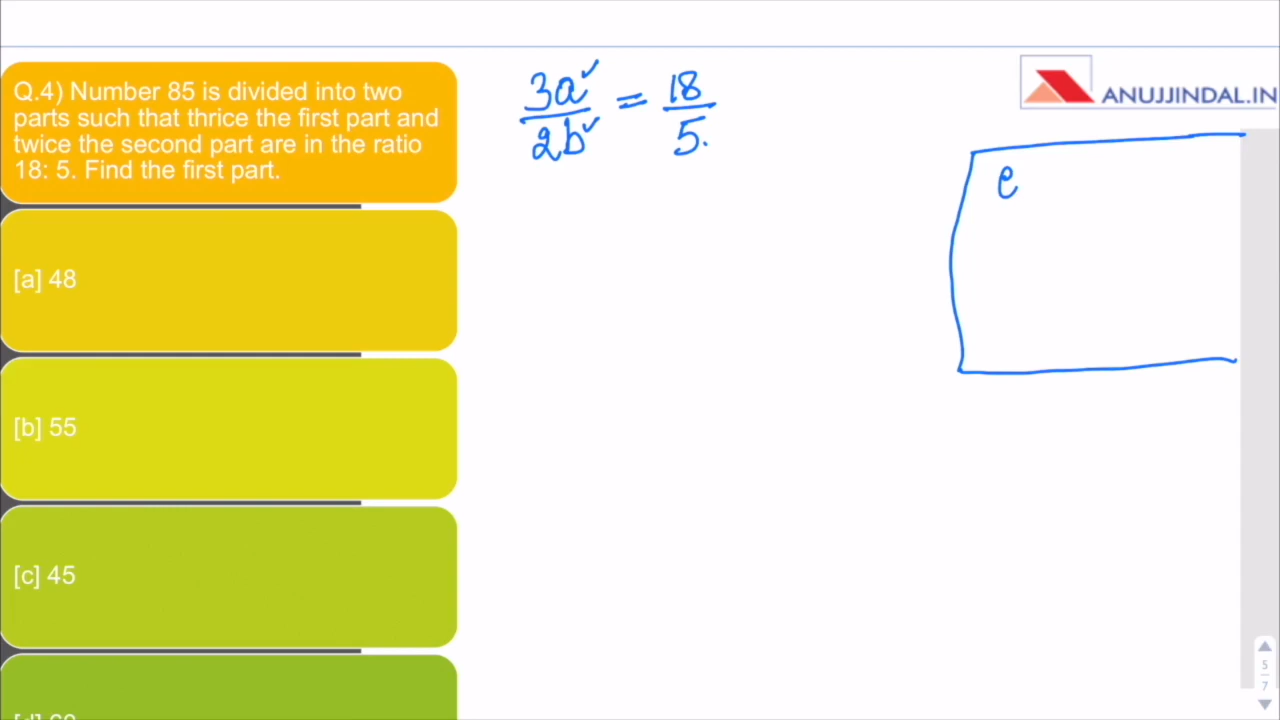 Q.4) Number 85 is divided into two
parts such that thrice the first part and
twice the second part are in the ratio
18: 5. Find the first part.
[a] 48
[b] 55
[c] 45
3a✓ = 18
2b✓ 5.
ANUJJINDAL.IN
e
5
7